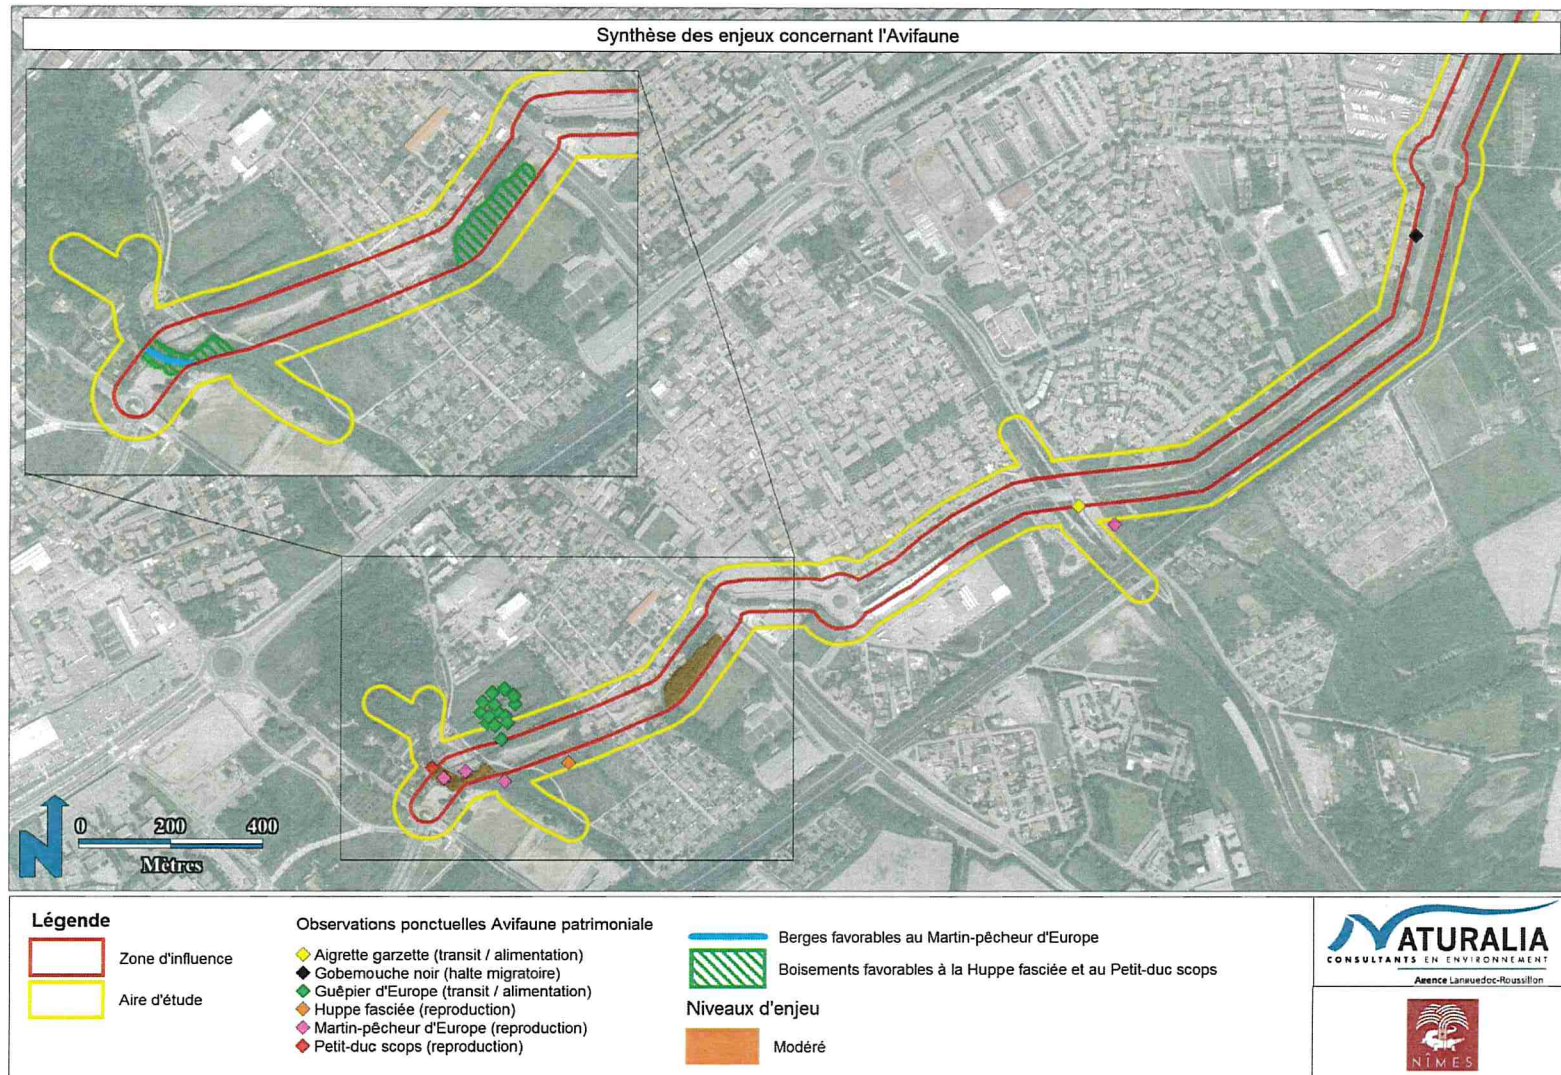 Synthèse des enjeux concernant l'Avifaune
N
0 200 400
Mètres
Légende
Zone d'influence
Aire d'étude
Observations ponctuelles Avifaune patrimoniale
Aigrette garzette (transit / alimentation)
Gobemouche noir (halte migratoire)
Guêpier d'Europe (transit / alimentation)
Huppe fasciée (reproduction)
Martin-pêcheur d'Europe (reproduction)
Petit-duc scops (reproduction)
Berges favorables au Martin-pêcheur d'Europe
Boisements favorables à la Huppe fasciée et au Petit-duc scops
Niveaux d'enjeu
Modéré
NATURALIA
CONSULTANTS EN ENVIRONNEMENT
Agence Languedoc-Roussillon
NÎMES